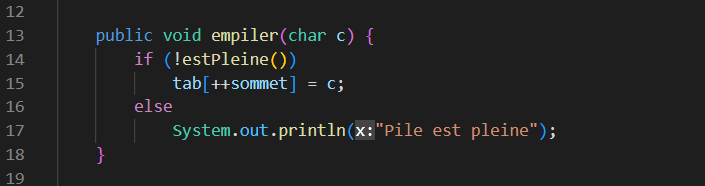 12
13 public void empiler(char c) {
14 if (!estPleine())
15 tab[++sommet] = c;
16 else
17 System.out.println(x:"Pile est pleine");
18 }
19